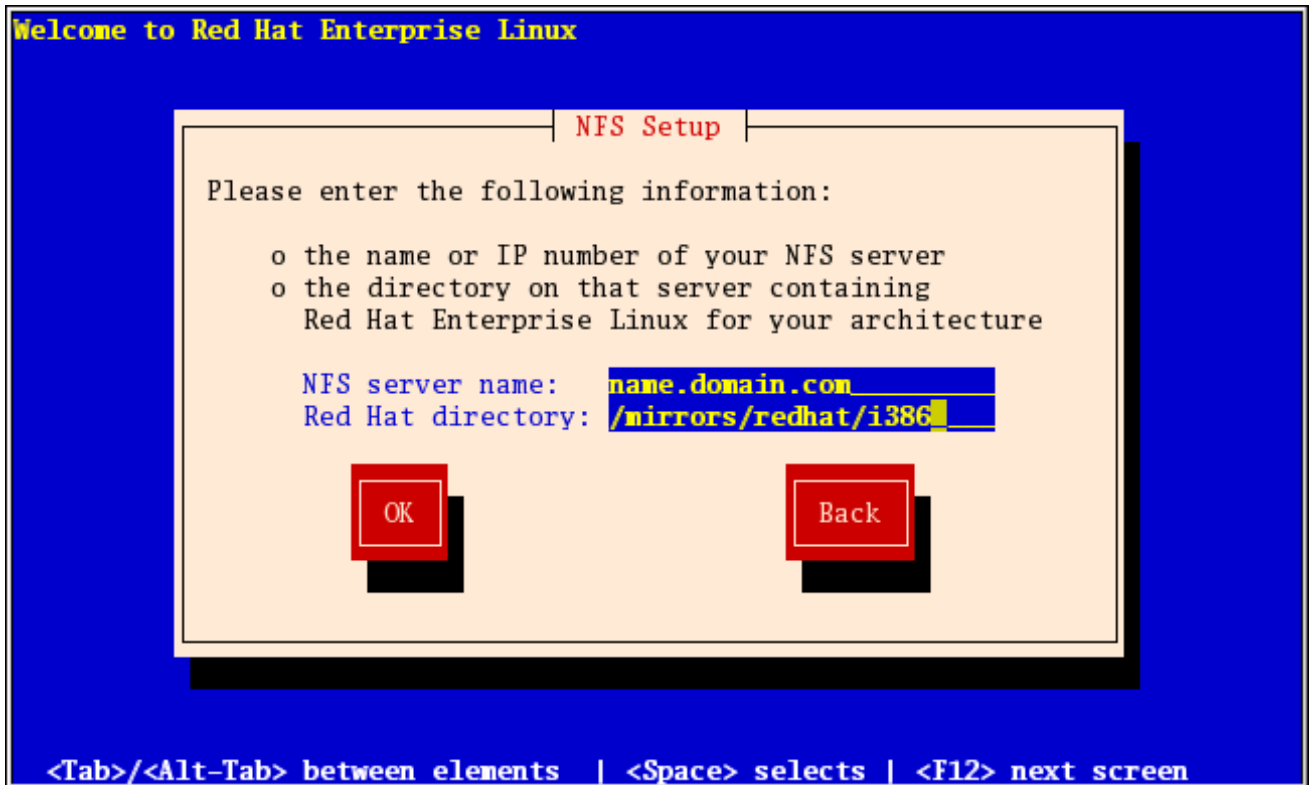 Welcome to Red Hat Enterprise Linux
NFS Setup
Please enter the following information:
o the name or IP number of your NFS server
o the directory on that server containing
Red Hat Enterprise Linux for your architecture
NFS server name: name.domain.com_________
Red Hat directory: /mirrors/redhat/i386____
OK Back
<Tab>/<Alt-Tab> between elements | <Space> selects | <F12> next screen